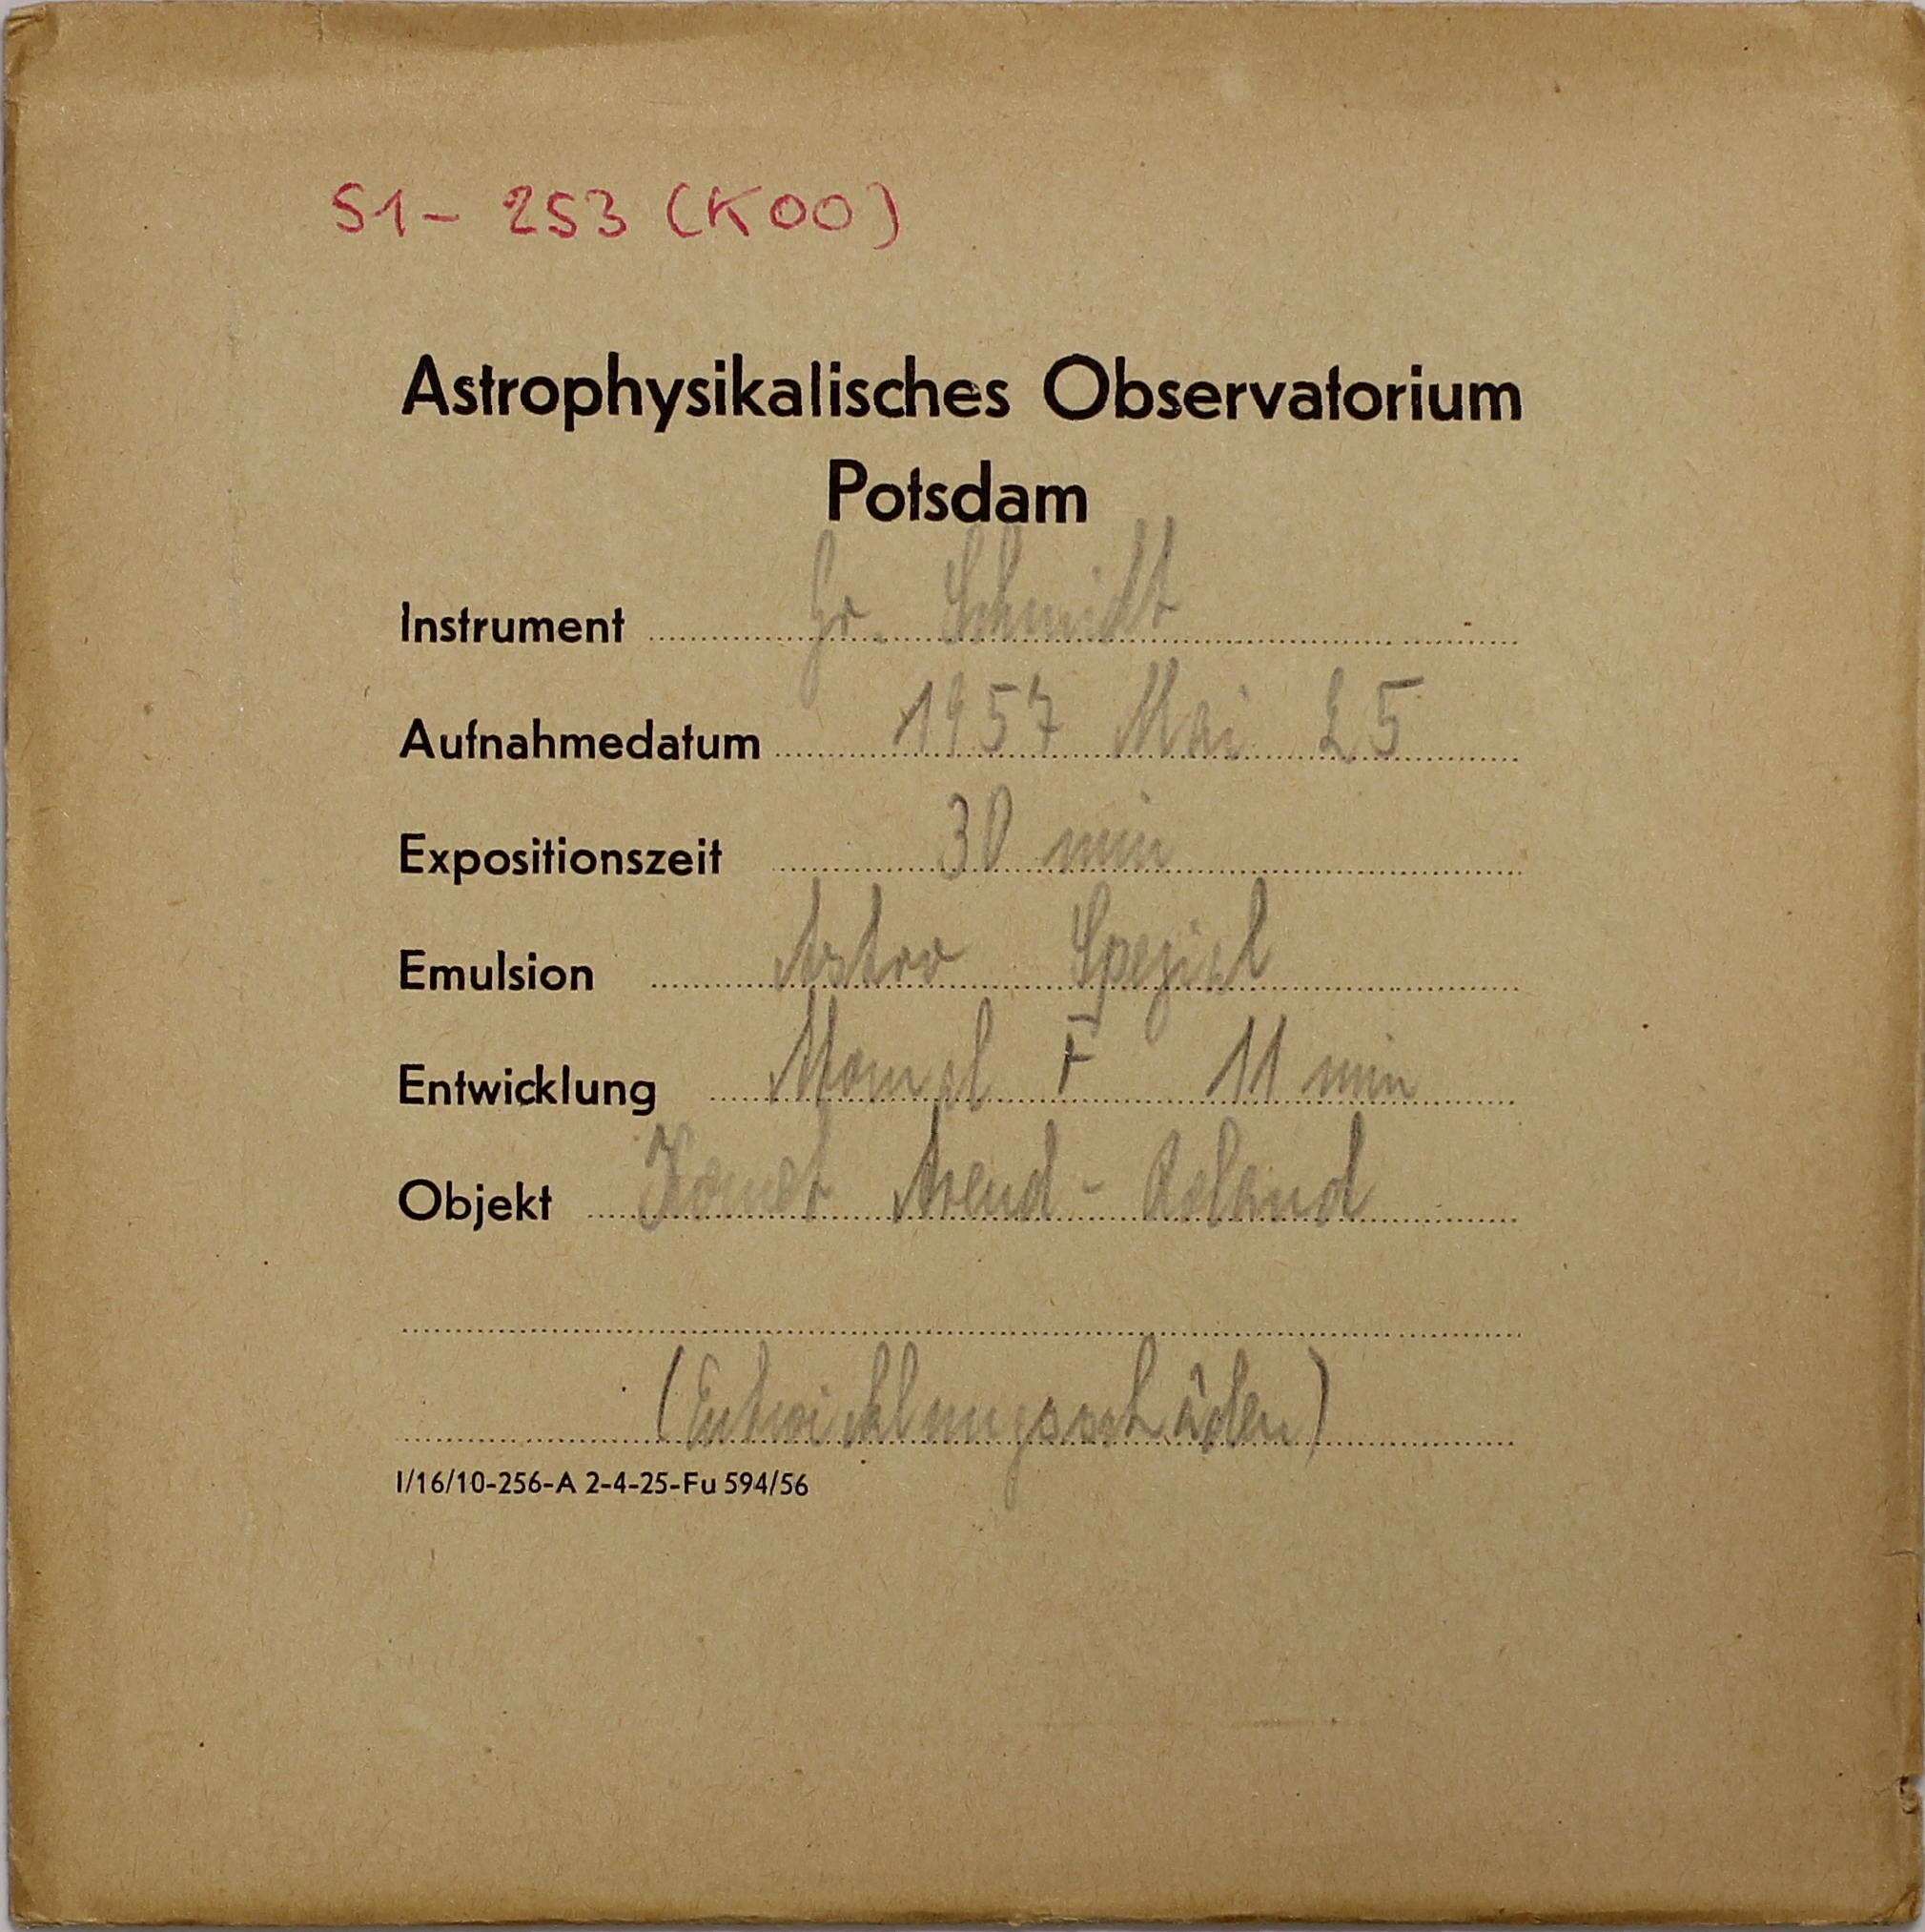 S1- 253 (K00)
Astrophysikalisches Observatorium
Potsdam
Instrument Gr. Schmidt
Aufnahmedatum 1957 Mai 25
Expositionszeit 30 min
Emulsion Astro Spezial
Entwicklung F 11 min
Objekt Komet Arend-Roland
(Entwicklungsschäden)
I/16/10-256-A 2-4-25-Fu 594/56